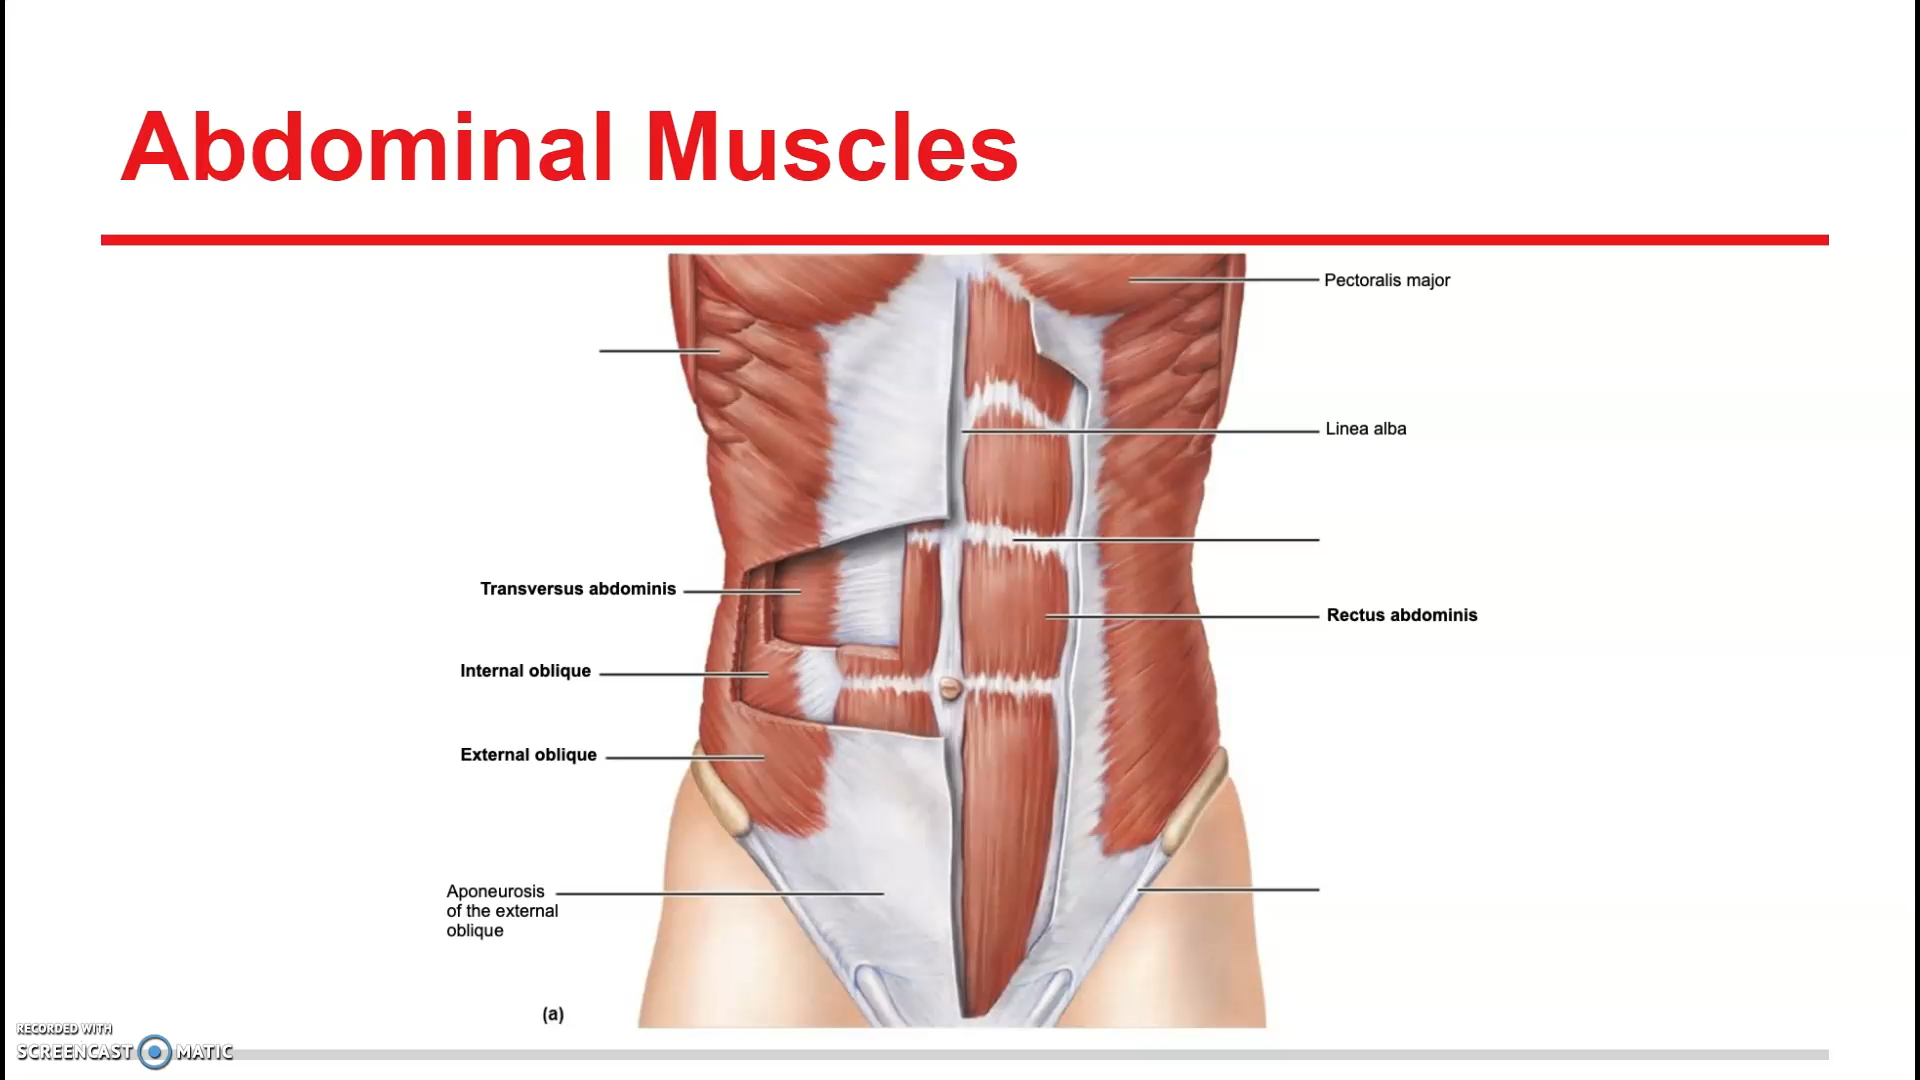 Abdominal Muscles
Pectoralis major
Linea alba
Transversus abdominis
Rectus abdominis
Internal oblique
External oblique
Aponeurosis
of the external
oblique
(a)
RECORDED WITH
SCREENCAST MATIC